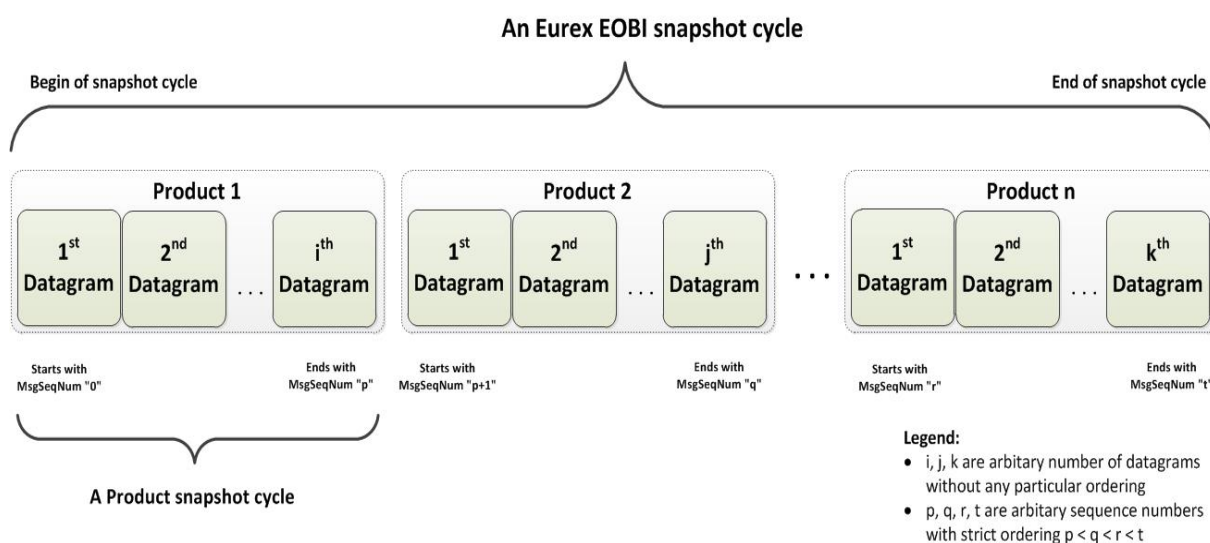 An Eurex EOBI snapshot cycle
Begin of snapshot cycle
End of snapshot cycle
Product 1
1st
Datagram
2nd
Datagram
. . .
ith
Datagram
Product 2
1st
Datagram
2nd
Datagram
. . .
jth
Datagram
. . .
Product n
1st
Datagram
2nd
Datagram
. . .
kth
Datagram
Starts with
MsgSeqNum "0"
Ends with
MsgSeqNum "p"
Starts with
MsgSeqNum "p+1"
Ends with
MsgSeqNum "q"
Starts with
MsgSeqNum "r"
Ends with
MsgSeqNum "t"
A Product snapshot cycle
Legend:
• i, j, k are arbitary number of datagrams
without any particular ordering
• p, q, r, t are arbitary sequence numbers
with strict ordering p < q < r < t